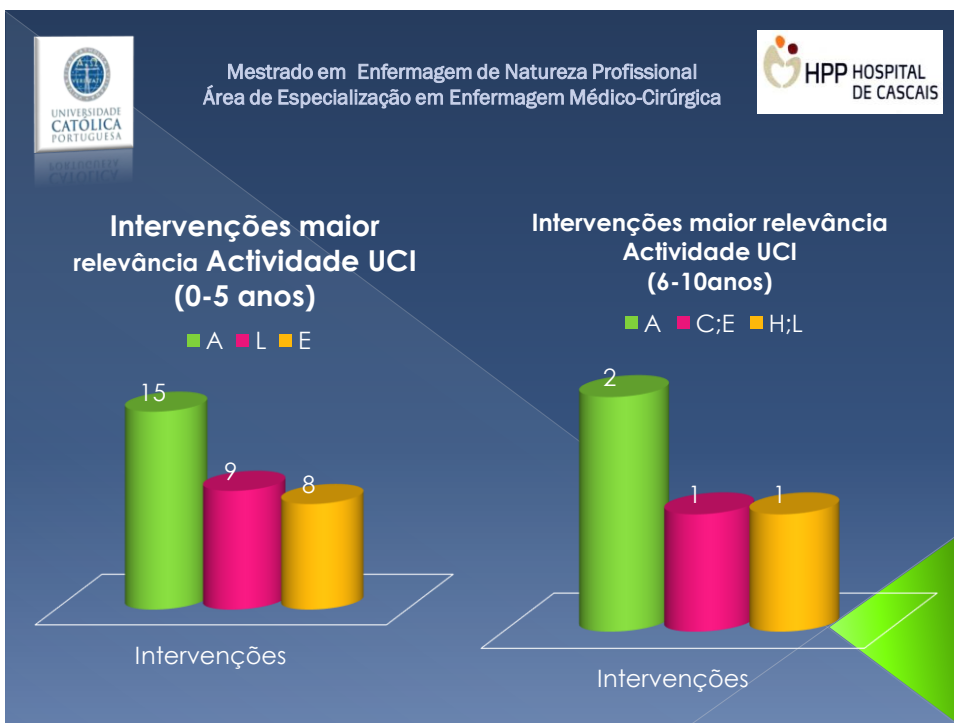 UNIVERSIDADE
CATÓLICA
PORTUGUESA
Mestrado em Enfermagem de Natureza Profissional
Área de Especialização em Enfermagem Médico-Cirúrgica
HPP HOSPITAL
DE CASCAIS
Intervenções maior
relevância Actividade UCI
(0-5 anos)
A L E
15
9
8
Intervenções
Intervenções maior relevância
Actividade UCI
(6-10anos)
A C;E H;L
2
1
1
Intervenções